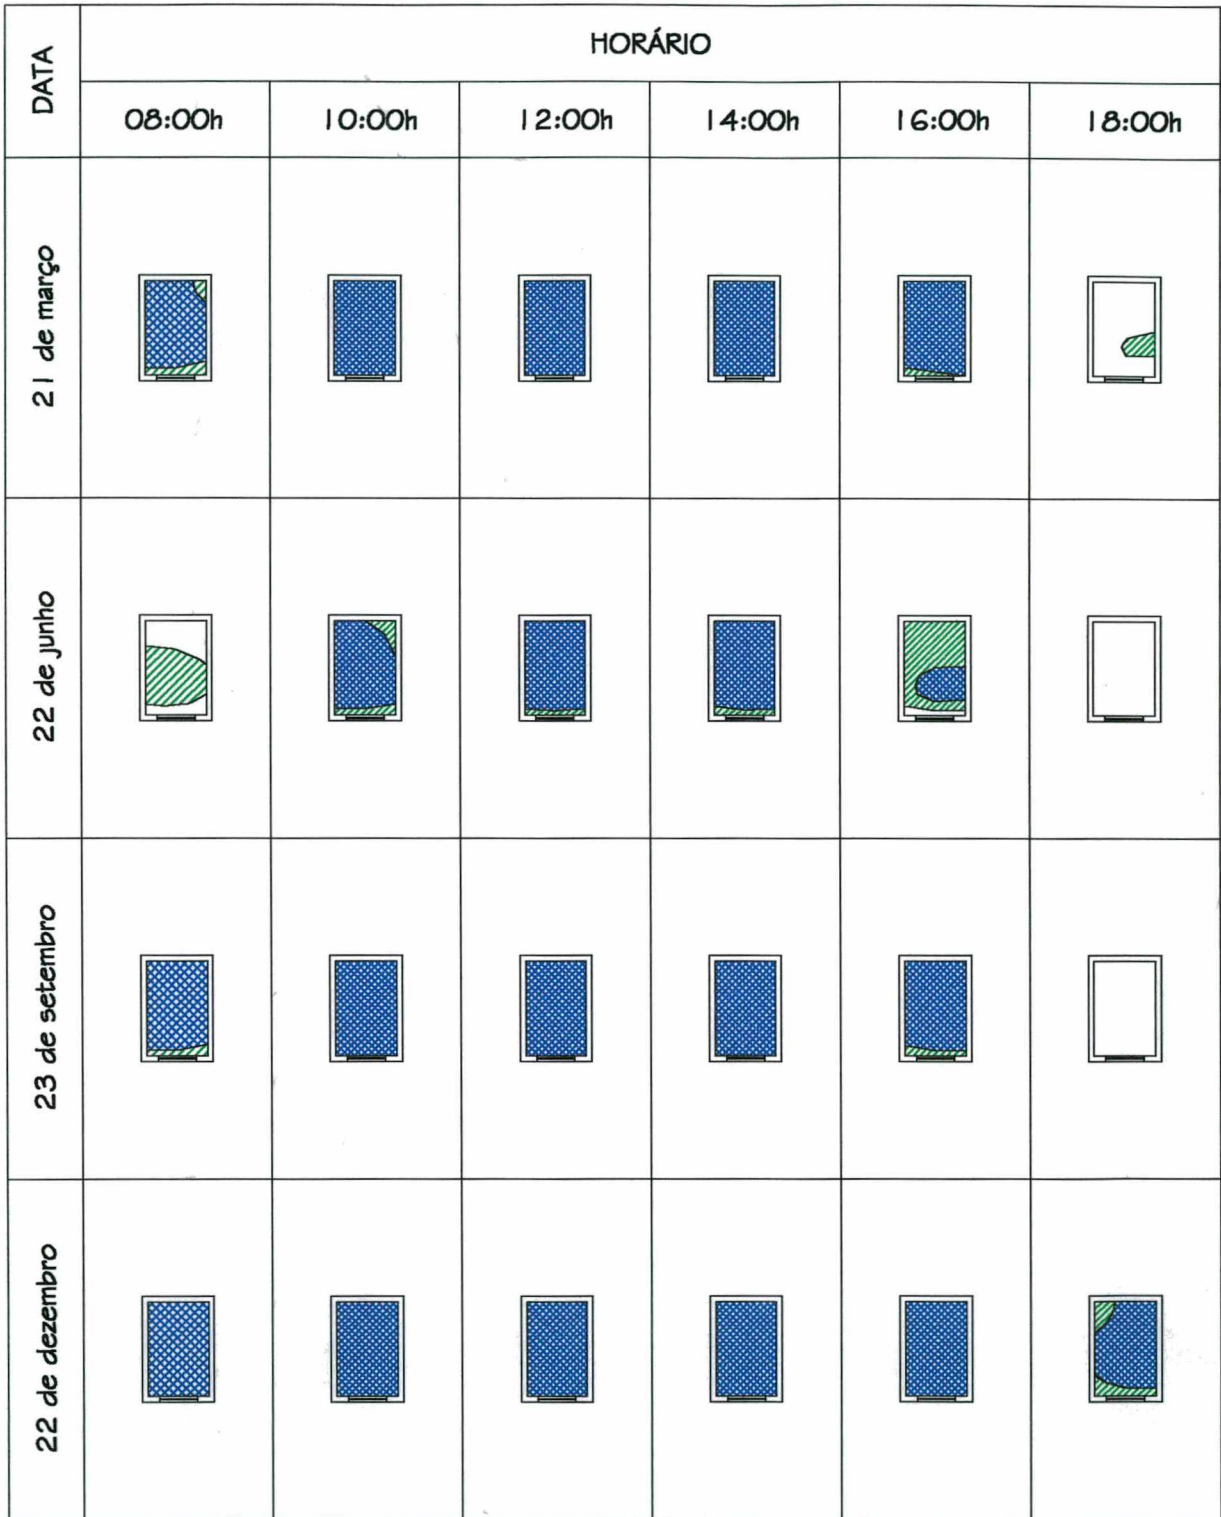 DATA
HORÁRIO
08:00h
10:00h
12:00h
14:00h
16:00h
18:00h
21 de março
22 de junho
23 de setembro
22 de dezembro